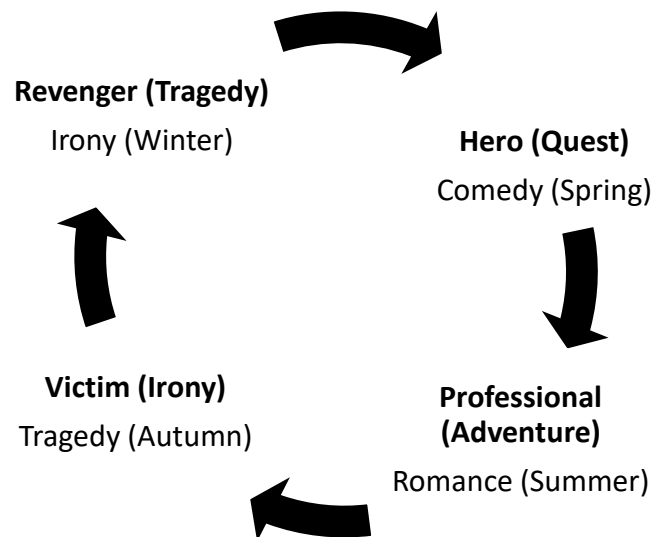 Revenger (Tragedy)
Irony (Winter)
Hero (Quest)
Comedy (Spring)
Professional
(Adventure)
Romance (Summer)
Victim (Irony)
Tragedy (Autumn)